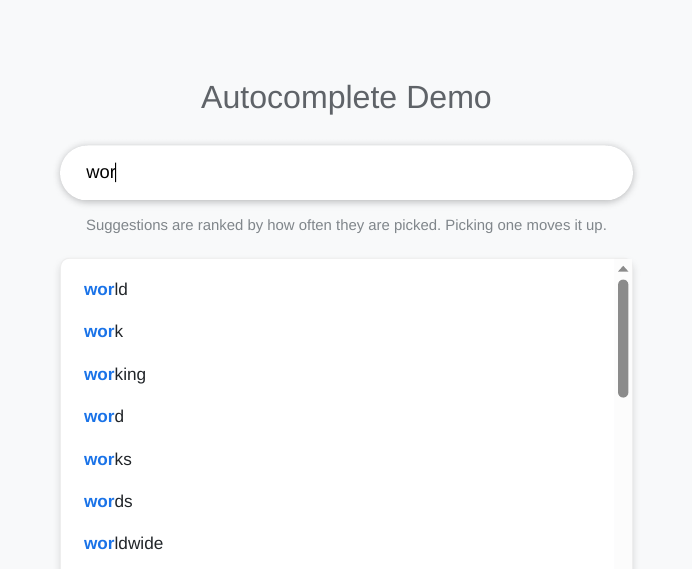 Autocomplete Demo
wor
Suggestions are ranked by how often they are picked. Picking one moves it up.
world
work
working
word
works
words
worldwide